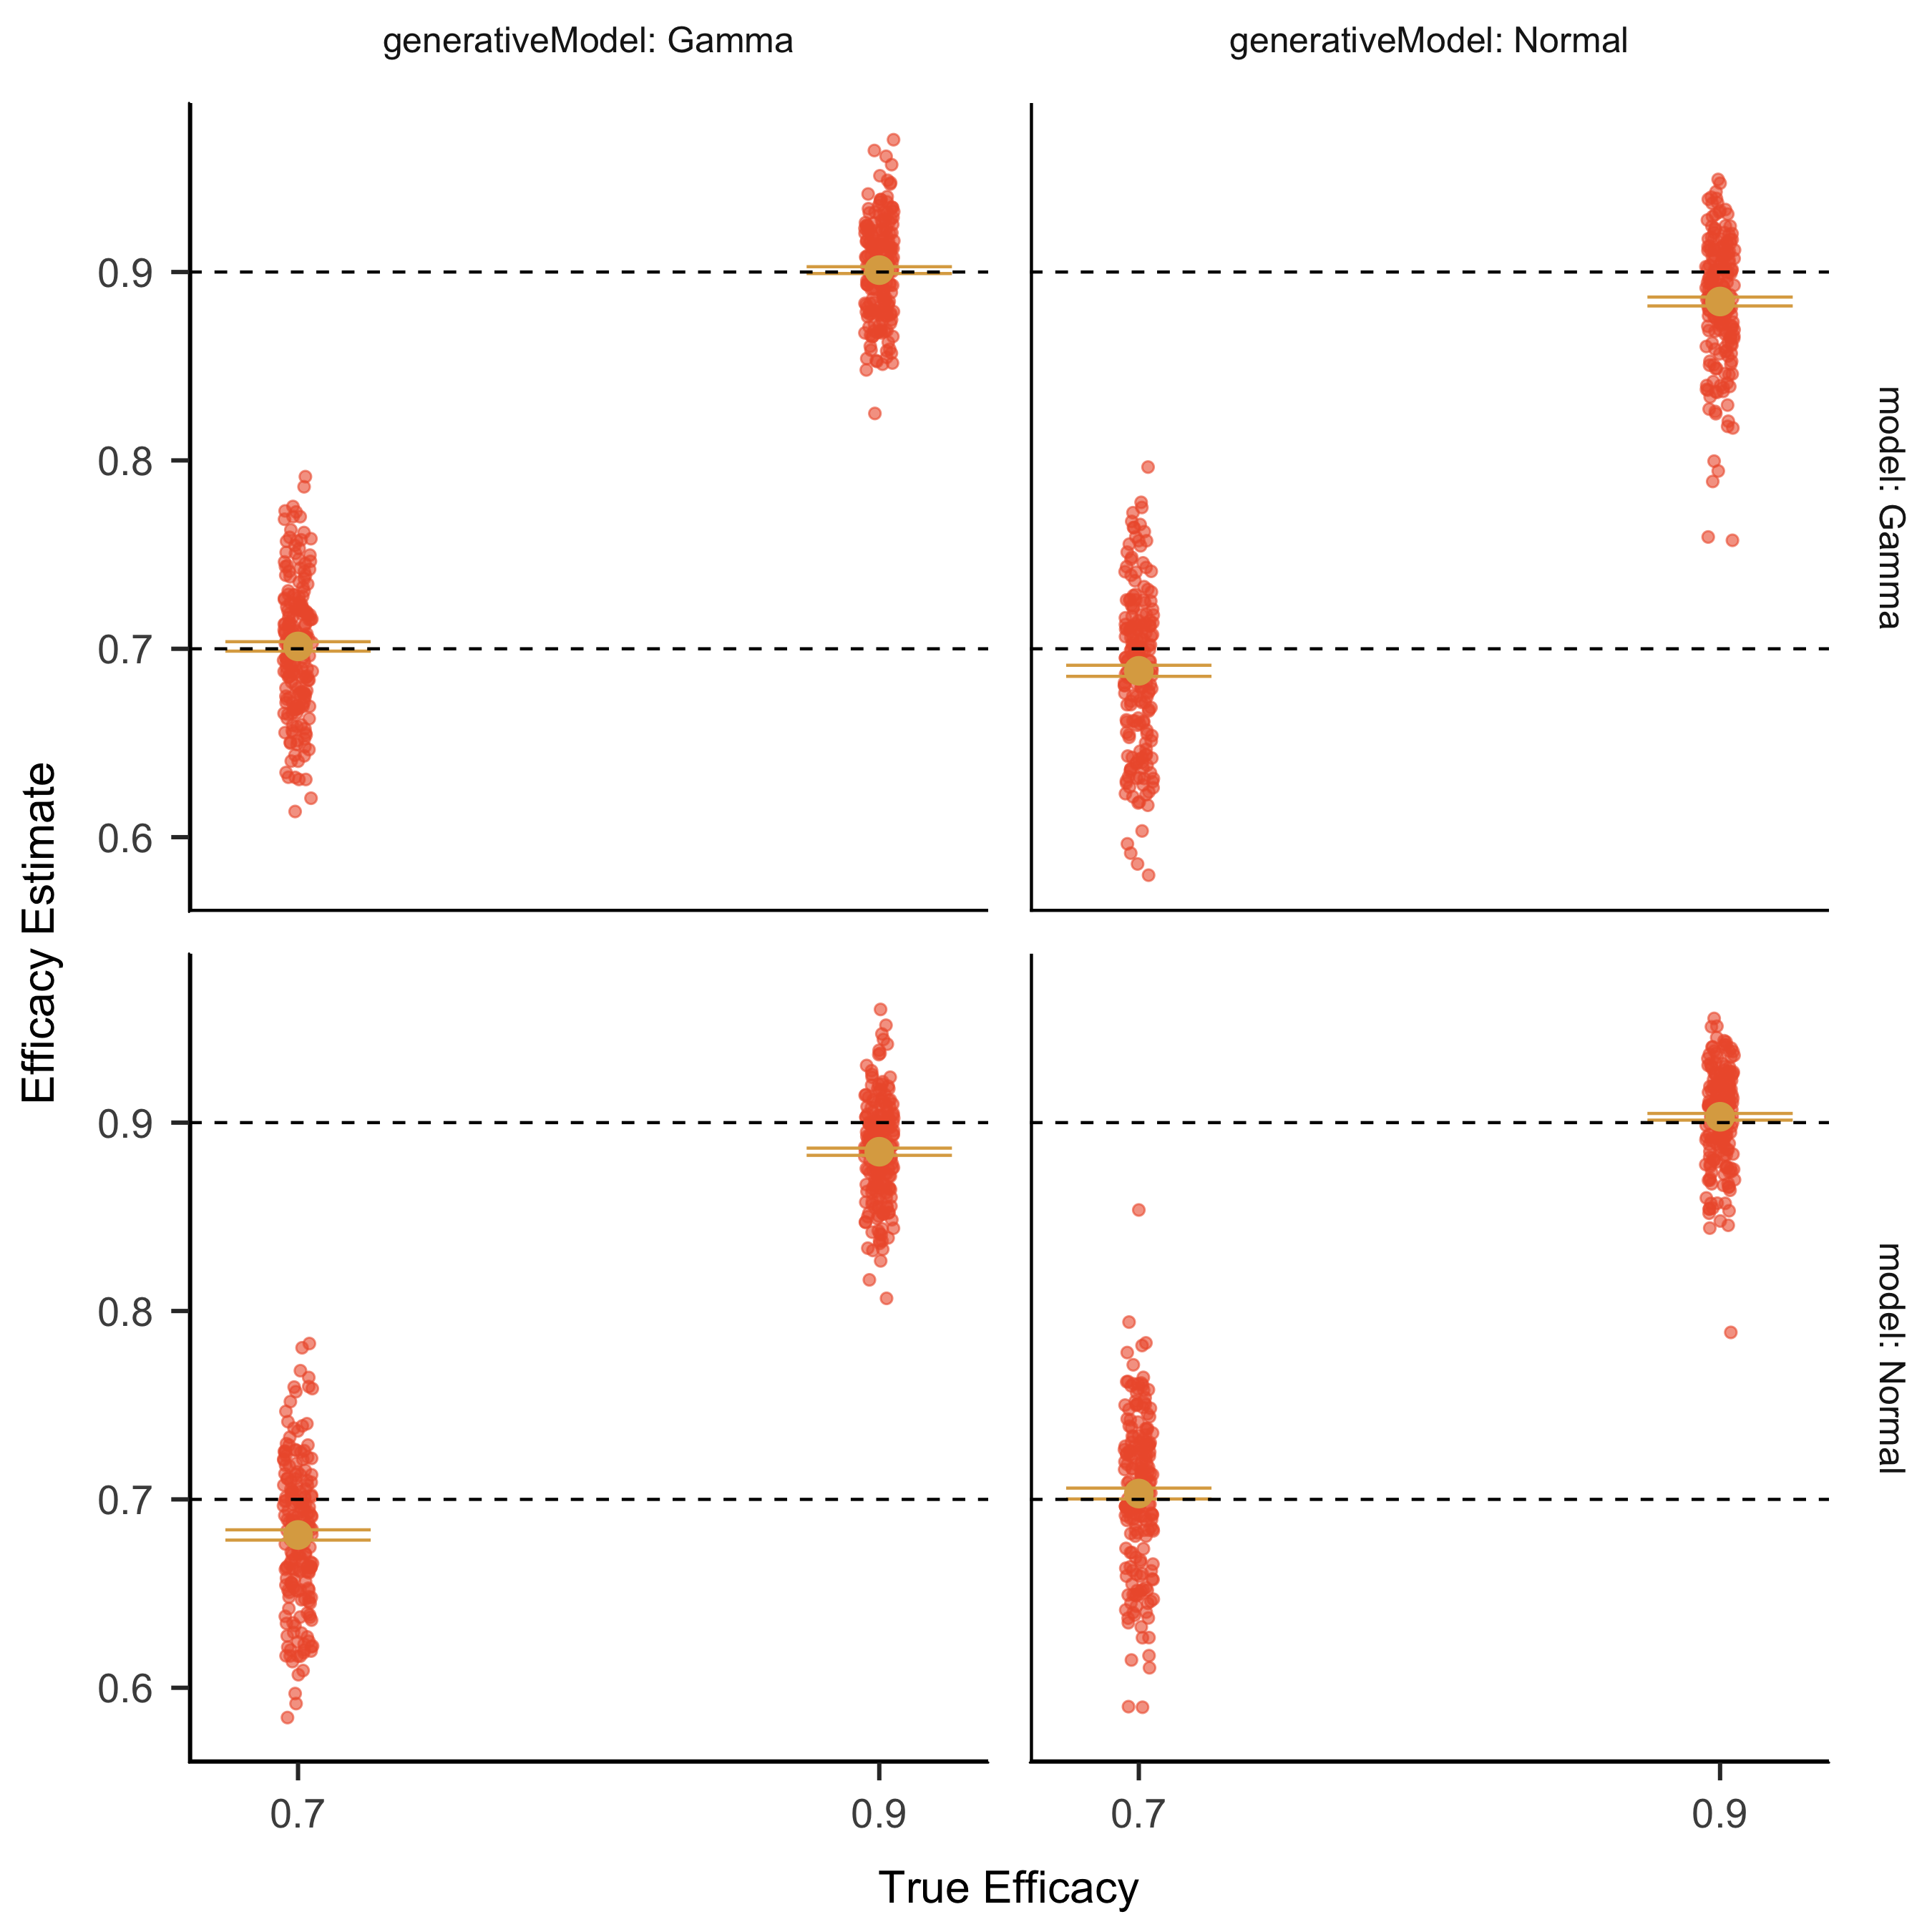 generativeModel: Gamma
generativeModel: Normal
0.9
0.8
0.7
0.6
model: Gamma
Efficacy Estimate
0.9
0.8
0.7
0.6
model: Normal
0.7
0.9
0.7
0.9
True Efficacy